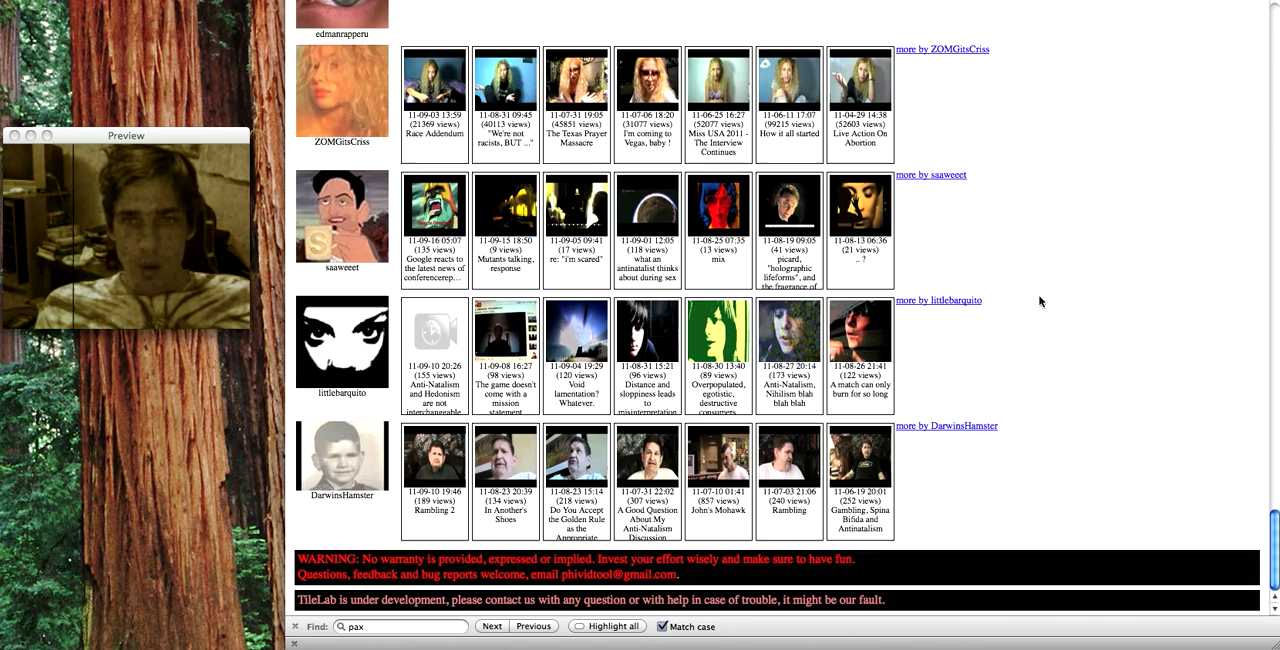 edmanrapperu
Preview
ZOMGitsCriss
11-09-03 13:59
(21369 views)
Race Addendum
11-08-31 09:45
(40113 views)
"We're not
racists, BUT ..."
11-07-31 19:05
(45851 views)
The Texas Prayer
Massacre
11-07-06 18:20
(31077 views)
I'm coming to
Vegas, baby !
11-06-25 16:27
(52077 views)
Miss USA 2011 -
The Interview
Continues
11-06-11 17:07
(99215 views)
How it all started
11-04-29 14:38
(52603 views)
Live Action On
Abortion
more by ZOMGitsCriss
saaweeet
11-09-16 05:07
(135 views)
Google reacts to
the latest news of
conferencerep...
11-09-15 18:50
(9 views)
Mutants talking,
response
11-09-05 09:41
(17 views)
re: "i'm scared"
11-09-01 12:05
(118 views)
what an
antinatalist thinks
about during sex
11-08-25 07:35
(13 views)
mix
11-08-19 09:05
(41 views)
picard,
"holographic
lifeforms", and
the fragrance of
11-08-13 06:36
(21 views)
.. ?
more by saaweeet
littlebarquito
11-09-10 20:26
(155 views)
Anti-Natalism
and Hedonism
are not
interchangeable
11-09-08 16:27
(98 views)
The game doesn't
come with a
mission
statement
11-09-04 19:29
(120 views)
Void
lamentation?
Whatever.
11-08-31 15:21
(96 views)
Distance and
sloppiness leads
to
misinterpretation
11-08-30 13:40
(89 views)
Overpopulated,
egotistic,
destructive
consumers
11-08-27 20:14
(173 views)
Anti-Natalism,
Nihilism blah
blah blah
11-08-26 21:41
(122 views)
A match can only
burn for so long
more by littlebarquito
DarwinsHamster
11-09-10 19:46
(189 views)
Rambling 2
11-08-23 20:39
(134 views)
In Another's
Shoes
11-08-23 15:14
(218 views)
Do You Accept
the Golden Rule
as the
Appropriate
11-07-31 22:02
(307 views)
A Good Question
About My
Anti-Natalism
Discussion
11-07-10 01:41
(857 views)
John's Mohawk
11-07-03 21:06
(240 views)
Rambling
11-06-19 20:01
(252 views)
Gambling, Spina
Bifida and
Antinatalism
more by DarwinsHamster
WARNING: No warranty is provided, expressed or implied. Invest your effort wisely and make sure to have fun.
Questions, feedback and bug reports welcome, email phividtool@gmail.com.
TileLab is under development, please contact us with any question or with help in case of trouble, it might be our fault.
Find: pax Next Previous Highlight all Match case